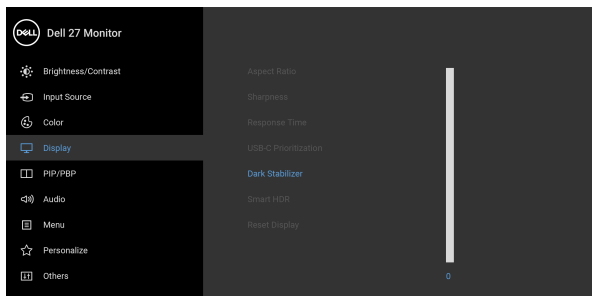 DELL
Dell 27 Monitor
Brightness/Contrast
Input Source
Color
Display
PIP/PBP
Audio
Menu
Personalize
Others
Aspect Ratio
Sharpness
Response Time
USB-C Prioritization
Dark Stabilizer
Smart HDR
Reset Display
0